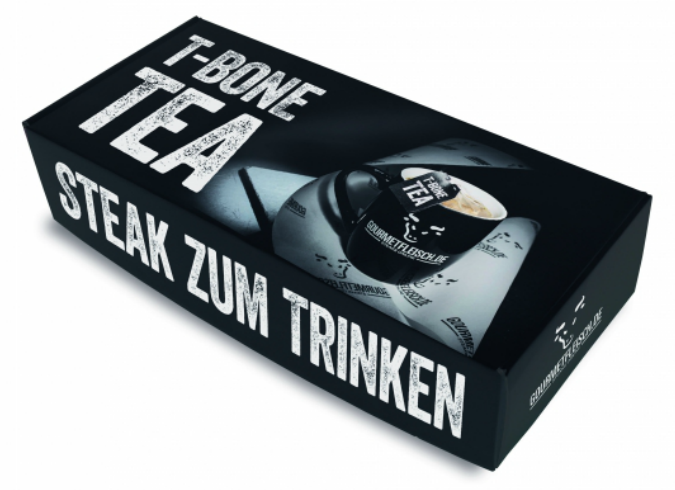 T-BONE
TEA
STEAK ZUM TRINKEN
T-BONE
TEA
GOURMETFLEISCH.DE
GOURMETFLEISCH.DE